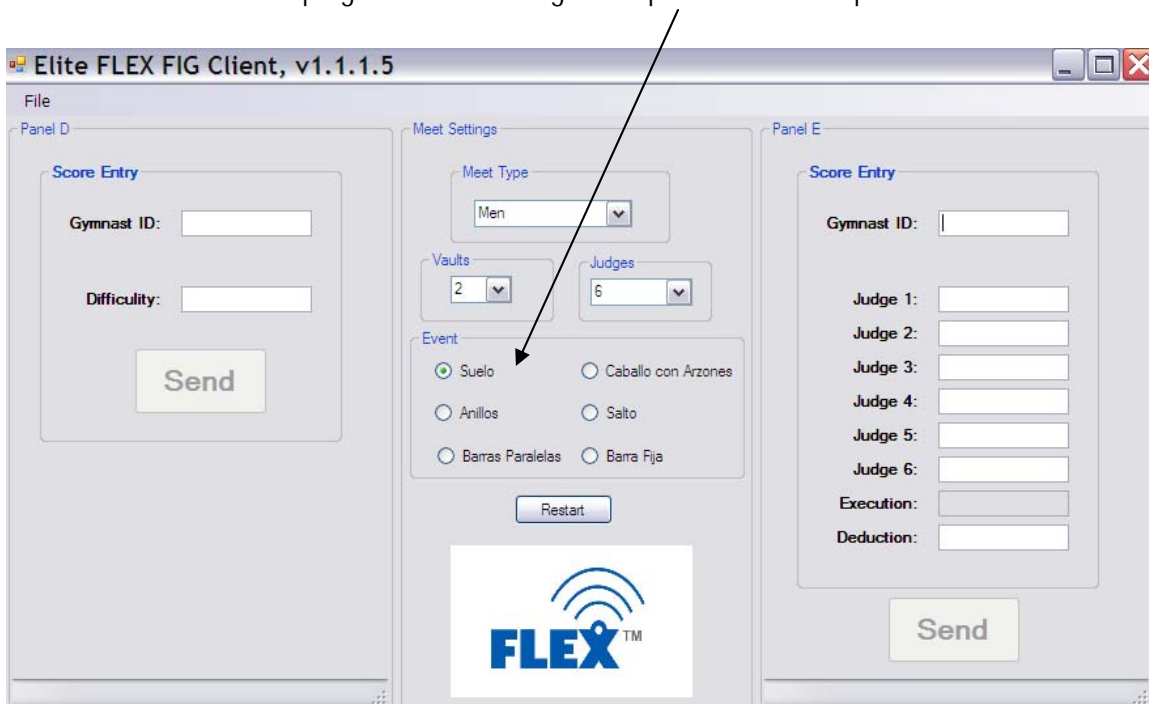 Elite FLEX FIG Client, v1.1.1.5
File
Panel D
Score Entry
Gymnast ID:
Difficulity:
Send
Meet Settings
Meet Type
Men
Vaults
2
Judges
6
Event
Suelo
Caballo con Arzones
Anillos
Salto
Barras Paralelas
Barra Fija
Restart
FLEX™
Panel E
Score Entry
Gymnast ID:
Judge 1:
Judge 2:
Judge 3:
Judge 4:
Judge 5:
Judge 6:
Execution:
Deduction:
Send